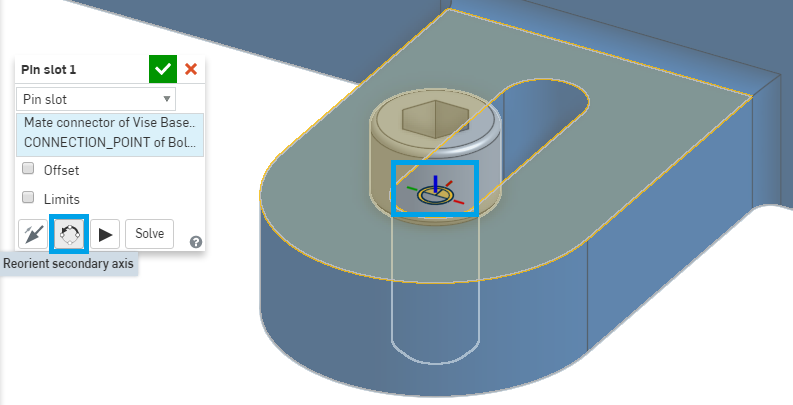 Pin slot 1
Pin slot
Mate connector of Vise Base..
CONNECTION_POINT of Bol...
Offset
Limits
Solve
?
Reorient secondary axis